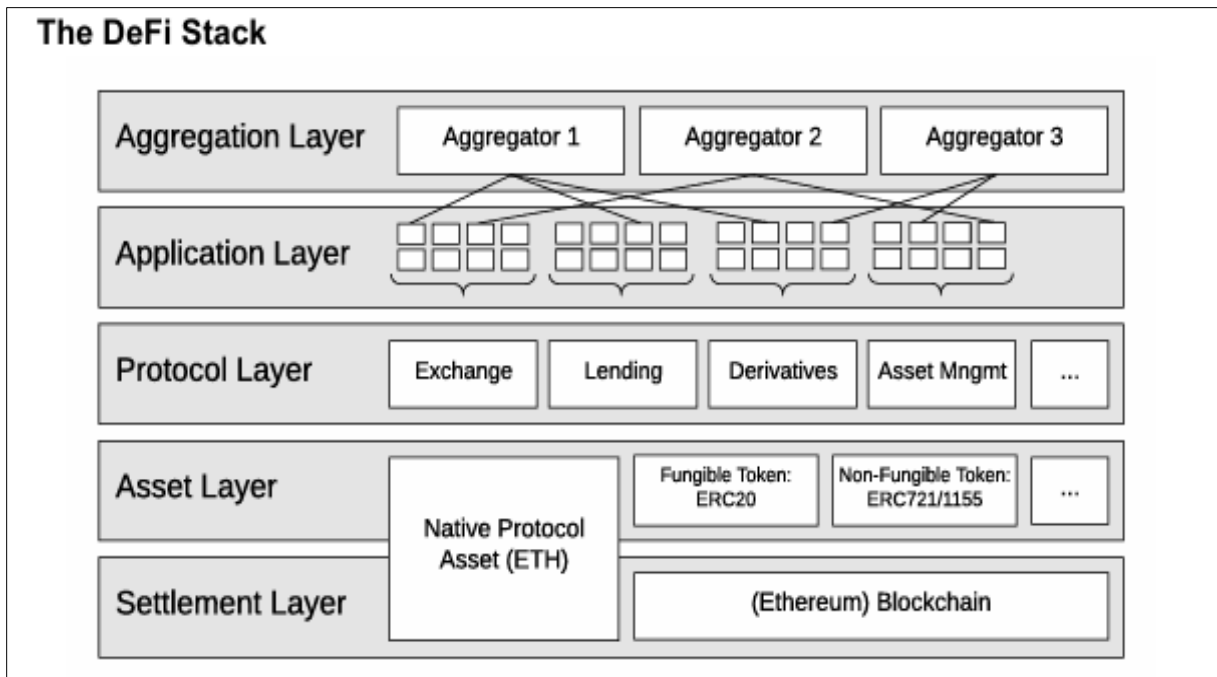 The DeFi Stack
Aggregation Layer
Aggregator 1
Aggregator 2
Aggregator 3
Application Layer
Protocol Layer
Exchange
Lending
Derivatives
Asset Mngmt
...
Asset Layer
Native Protocol
Asset (ETH)
Fungible Token:
ERC20
Non-Fungible Token:
ERC721/1155
...
Settlement Layer
(Ethereum) Blockchain